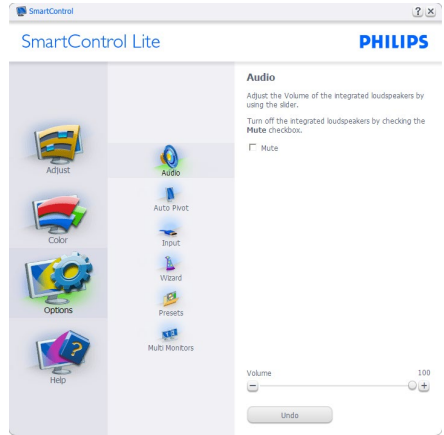 SmartControl
SmartControl Lite
PHILIPS
Adjust
Color
Options
Help
Audio
Auto Pivot
Input
Wizard
Presets
Multi Monitors
Audio
Adjust the Volume of the integrated loudspeakers by
using the slider.
Turn off the integrated loudspeakers by checking the
Mute checkbox.
Mute
Volume 100
Undo